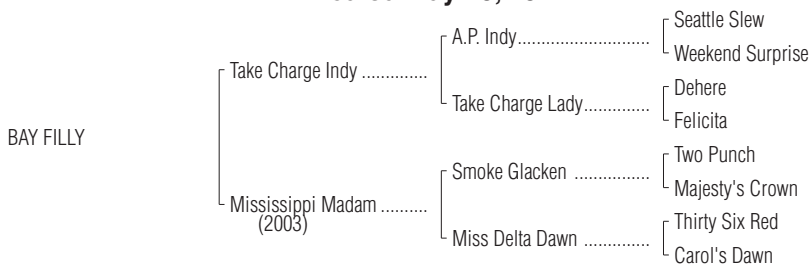 Seattle Slew
A.P. Indy............................
Weekend Surprise
Take Charge Indy ..............
Dehere
Take Charge Lady..............
Felicita
BAY FILLY
Two Punch
Smoke Glacken ................
Majesty's Crown
Mississippi Madam ..........
(2003)
Thirty Six Red
Miss Delta Dawn ..............
Carol's Dawn